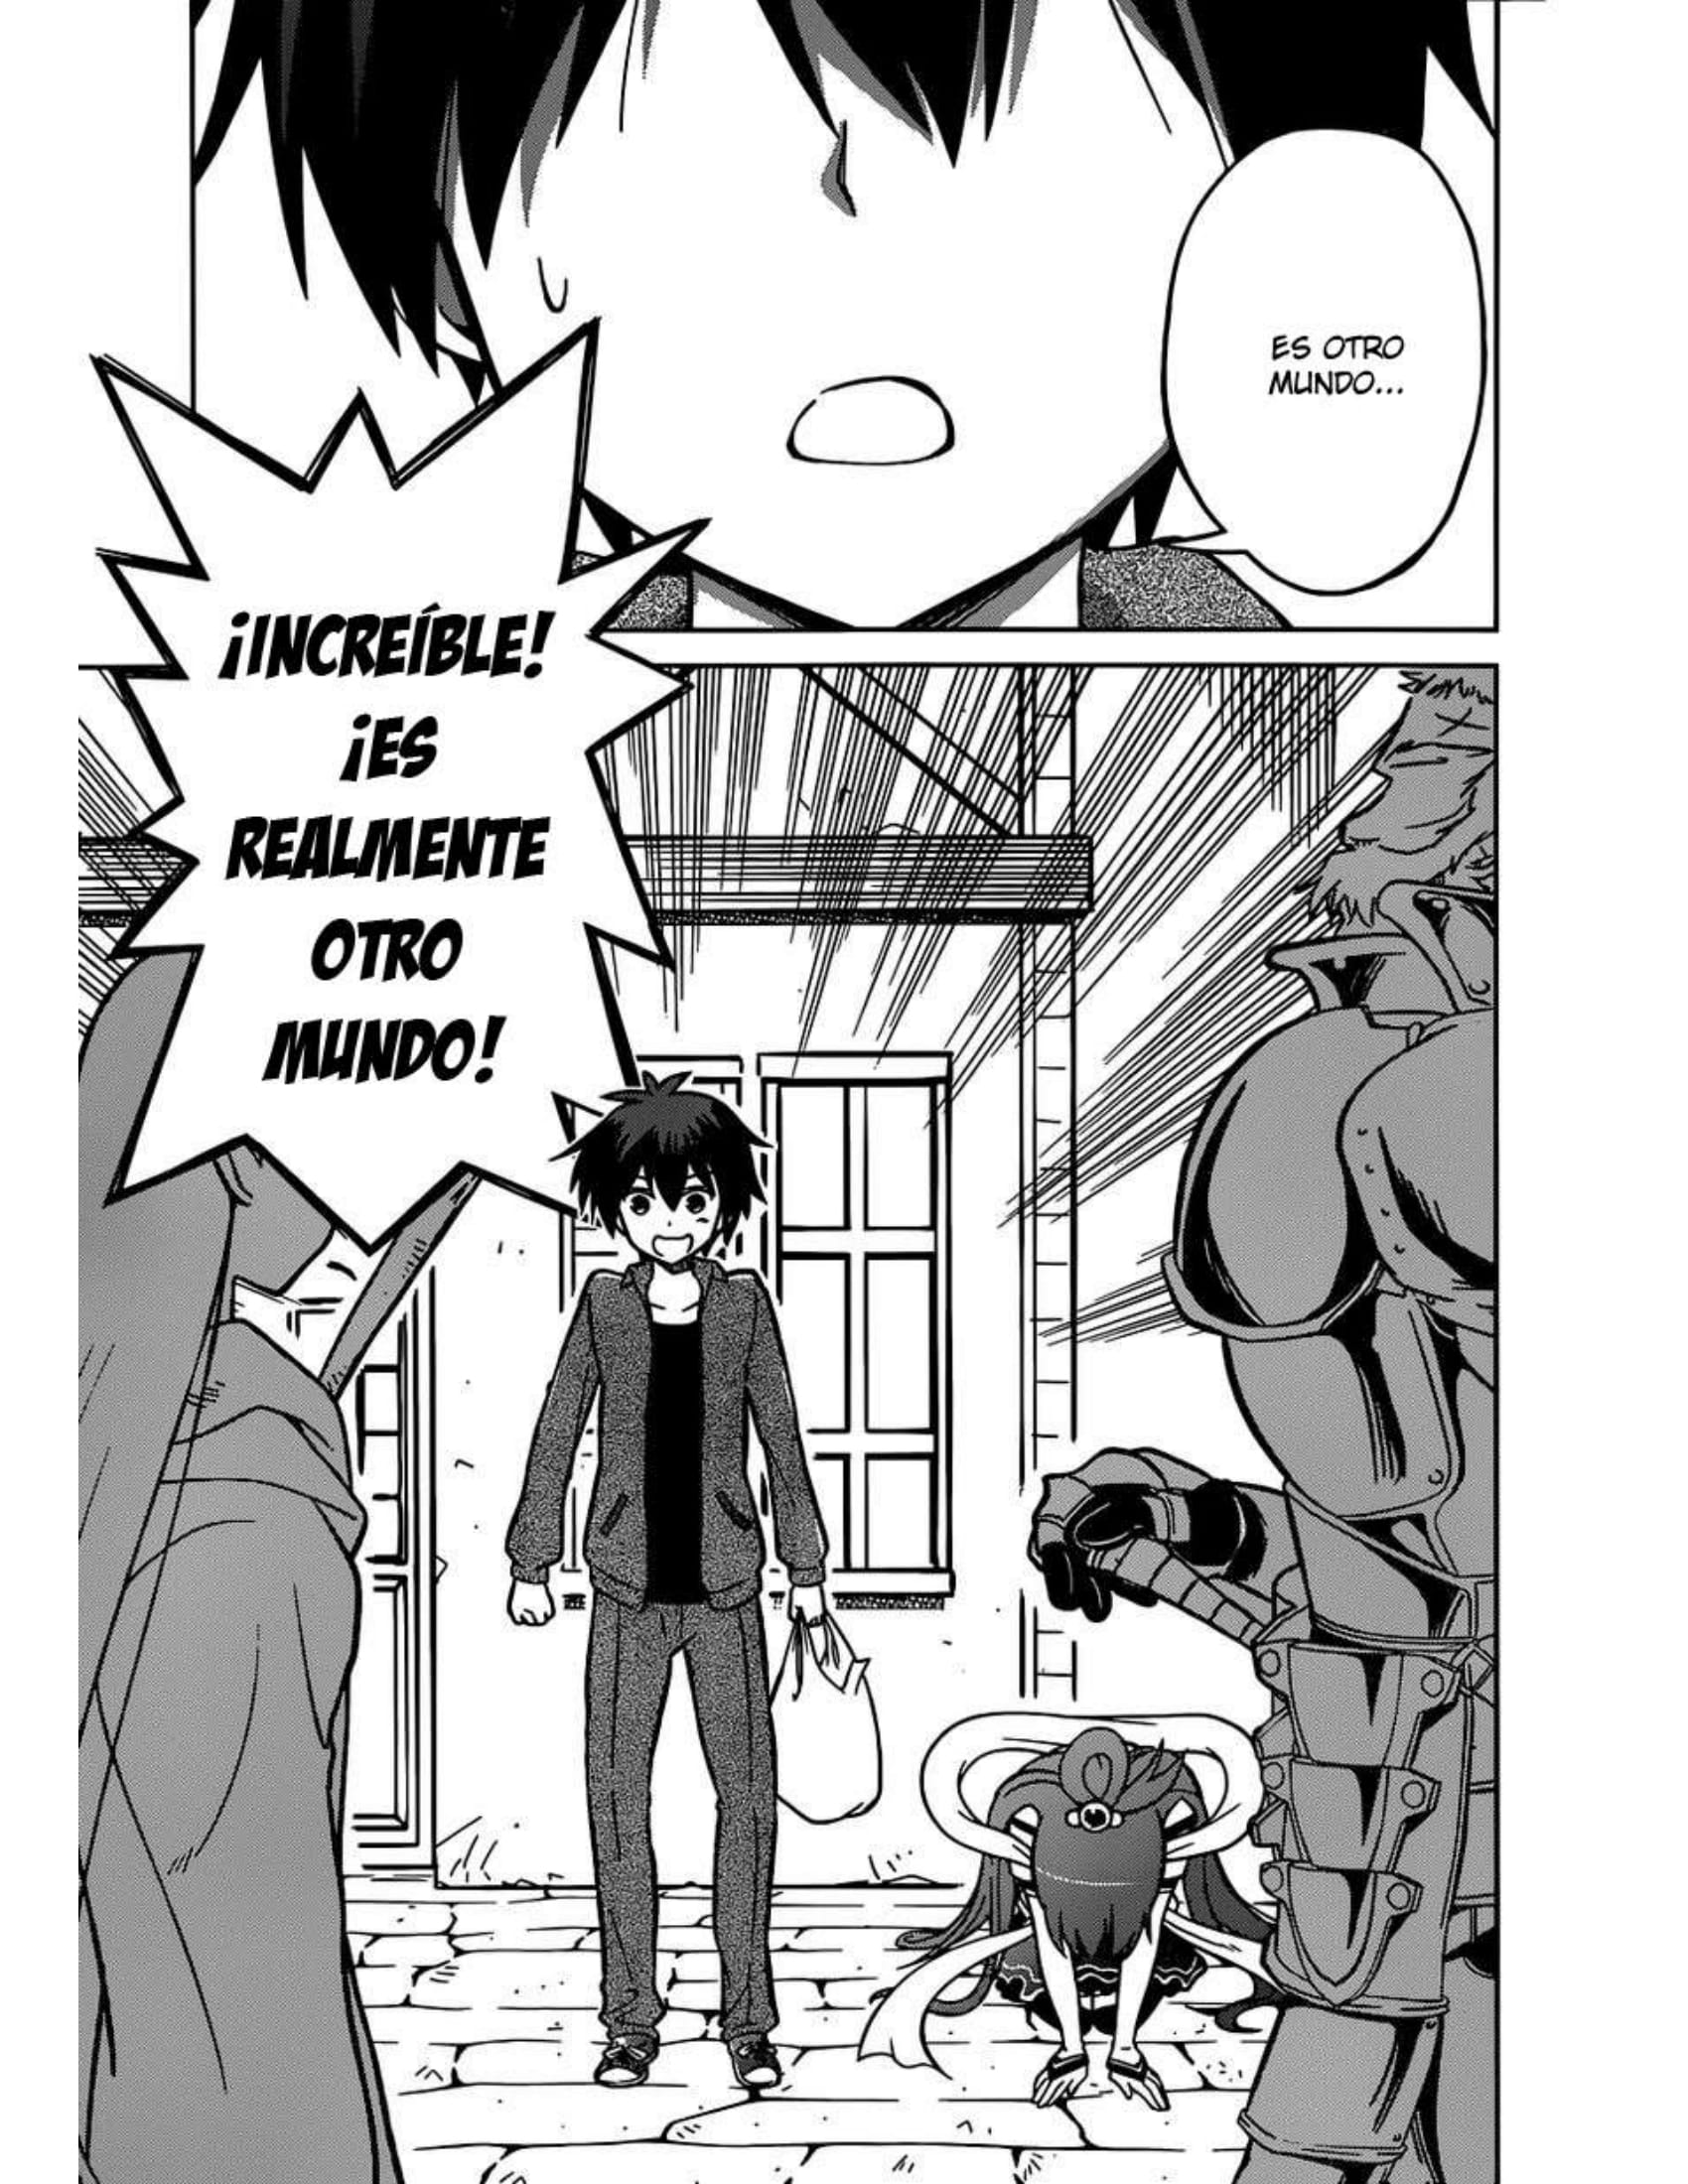 ES OTRO
MUNDO...
¡INCREÍBLE!
¡ES
REALMENTE
OTRO
MUNDO!